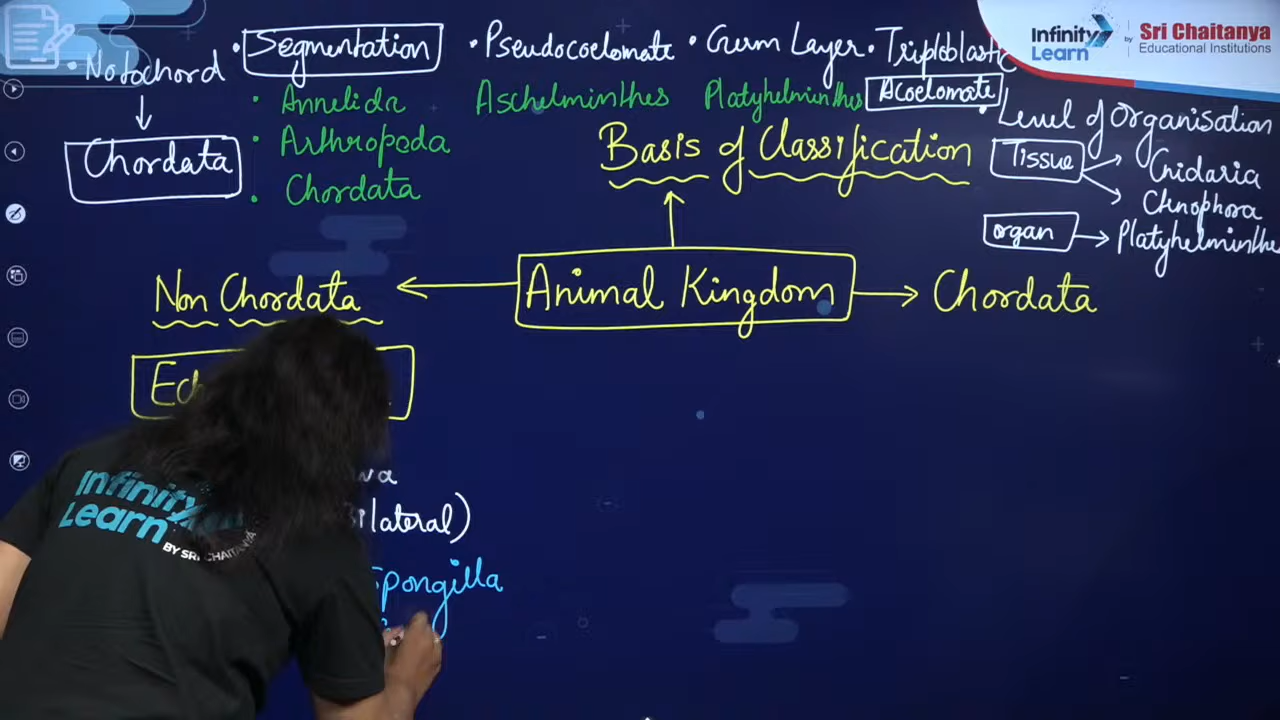 Infinity Learn by Sri Chaitanya Educational Institutions
• Notochord
Chordata
• Segmentation
• Annelida
• Arthropoda
• Chordata
• Pseudocoelomate
Aschelminthes
• Germ Layer
Platyhelminthes
• Triploblastic
Acoelomate
• Level of Organisation
Tissue
Cnidaria
Ctenophora
organ
Platyhelminthe
Basis of Classification
Non Chordata
Animal Kingdom
Chordata
Spongilla
Infinity
Learn
BY SRI CHAITANYA